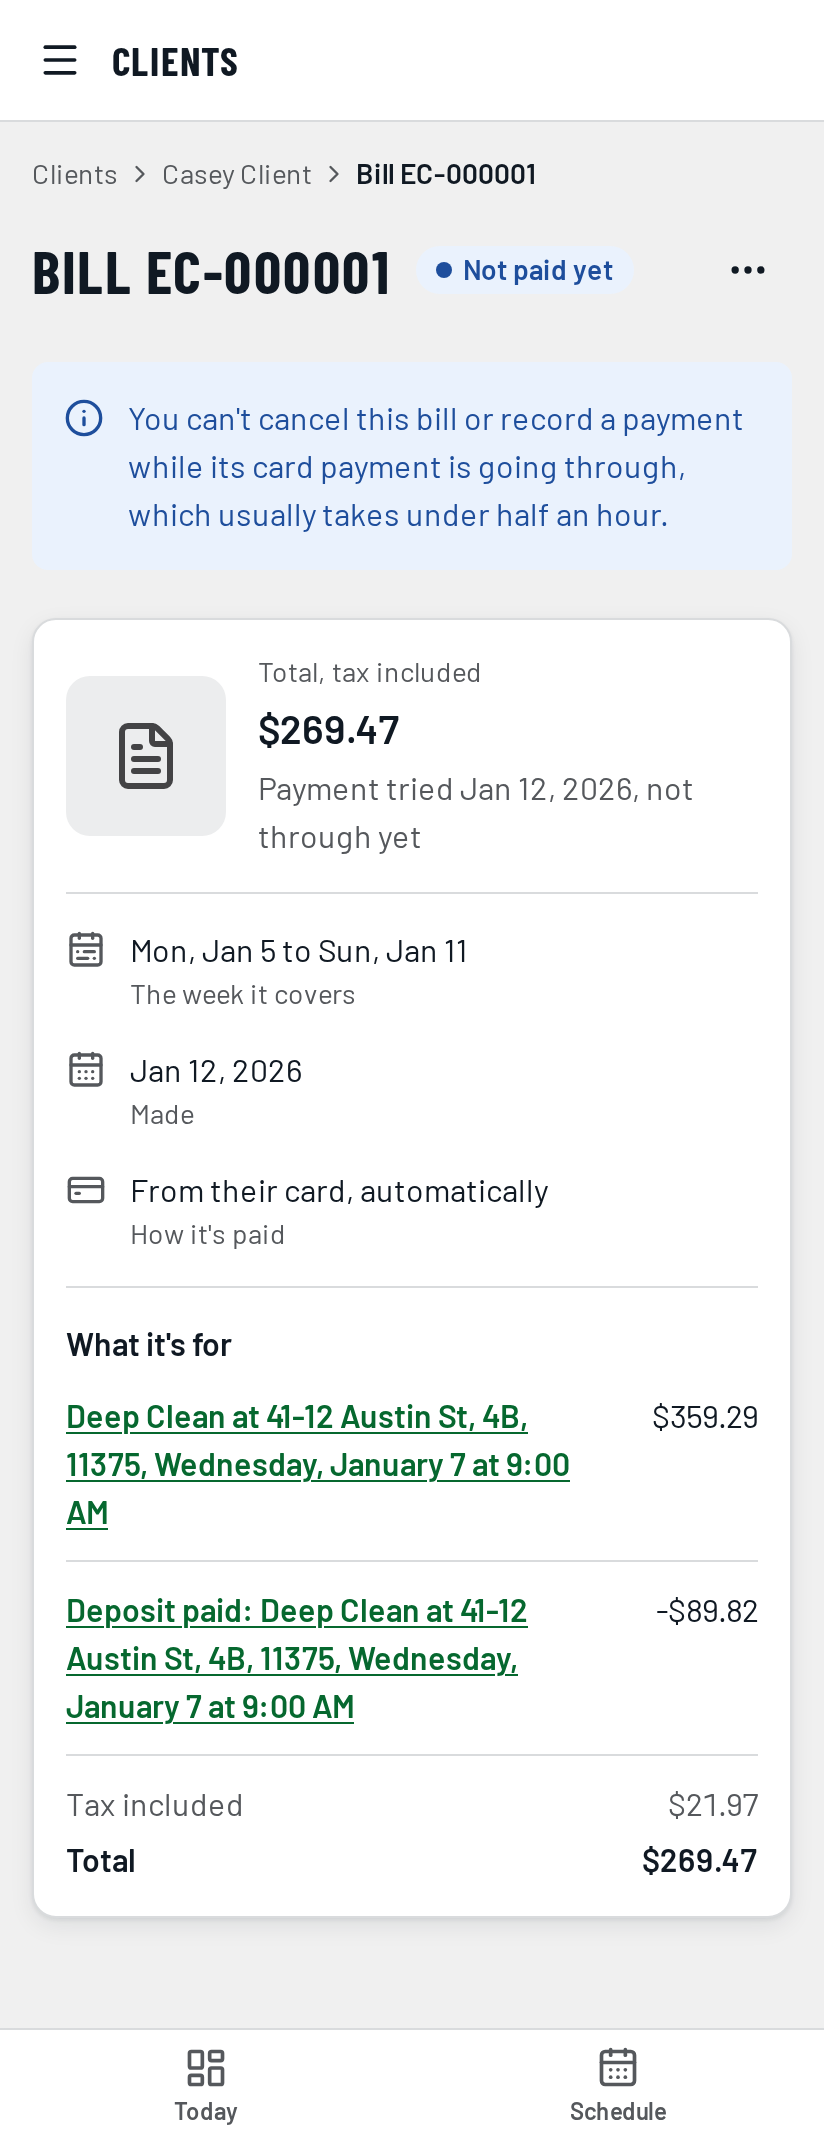 CLIENTS
Clients > Casey Client > Bill EC-000001
BILL EC-000001
Not paid yet
You can't cancel this bill or record a payment
while its card payment is going through,
which usually takes under half an hour.
Total, tax included
$269.47
Payment tried Jan 12, 2026, not
through yet
Mon, Jan 5 to Sun, Jan 11
The week it covers
Jan 12, 2026
Made
From their card, automatically
How it's paid
What it's for
Deep Clean at 41-12 Austin St, 4B, $359.29
11375, Wednesday, January 7 at 9:00
AM
Deposit paid: Deep Clean at 41-12 -$89.82
Austin St, 4B, 11375, Wednesday,
January 7 at 9:00 AM
Tax included $21.97
Total $269.47
Today Schedule